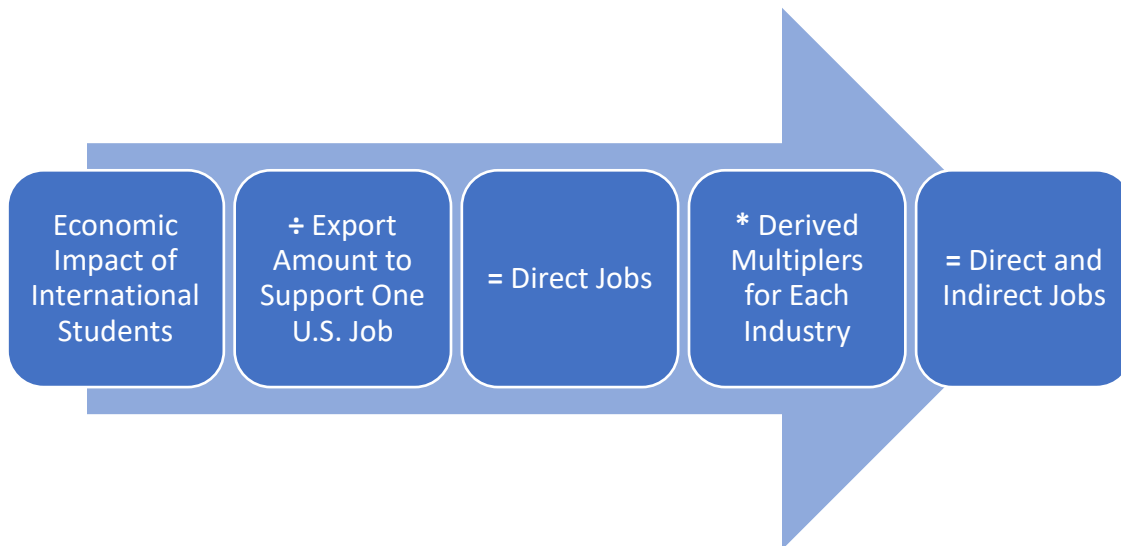 Economic
Impact of
International
Students
÷ Export
Amount to
Support One
U.S. Job
= Direct Jobs
* Derived
Multiplers
for Each
Industry
= Direct and
Indirect Jobs